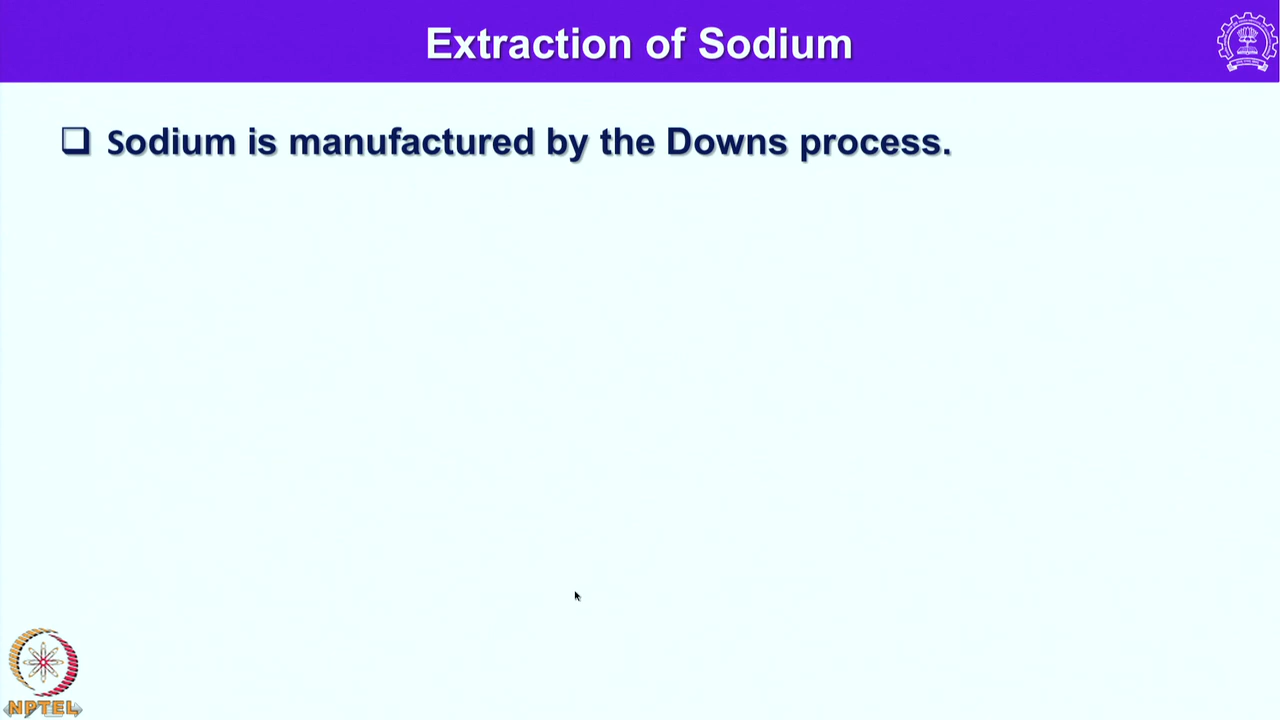 Extraction of Sodium
Sodium is manufactured by the Downs process.
NPTEL